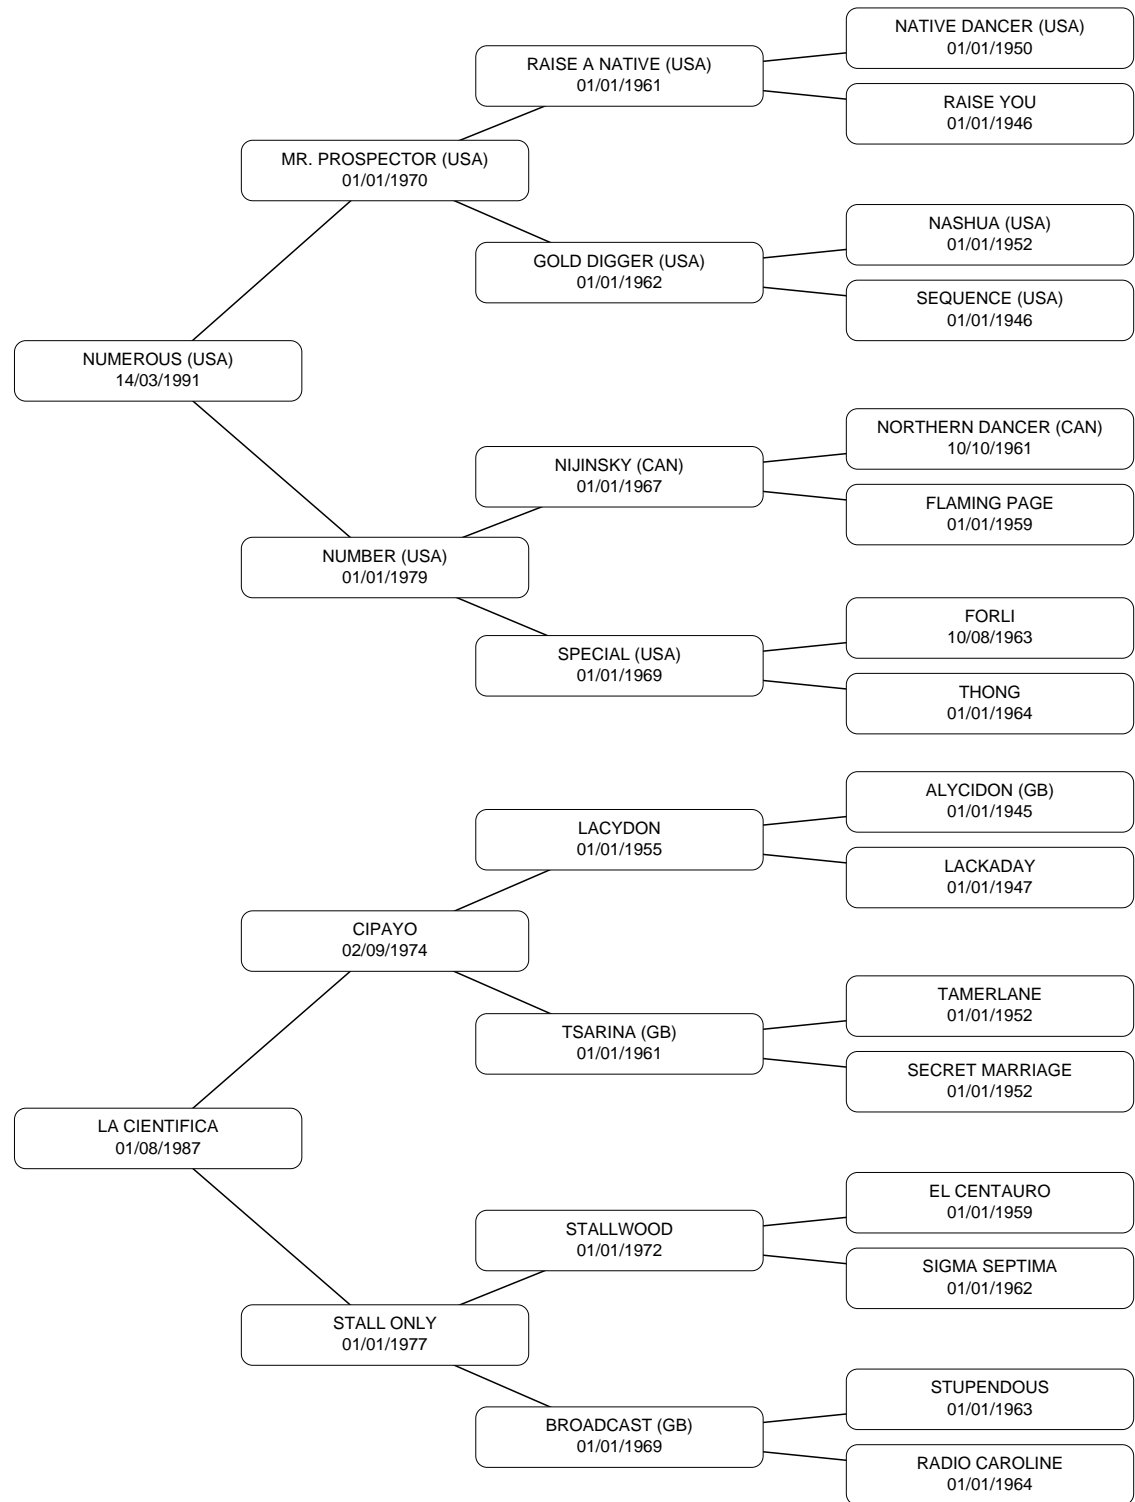 NATIVE DANCER (USA)
01/01/1950
RAISE A NATIVE (USA)
01/01/1961
RAISE YOU
01/01/1946
MR. PROSPECTOR (USA)
01/01/1970
NASHUA (USA)
01/01/1952
GOLD DIGGER (USA)
01/01/1962
SEQUENCE (USA)
01/01/1946
NUMEROUS (USA)
14/03/1991
NORTHERN DANCER (CAN)
10/10/1961
NIJINSKY (CAN)
01/01/1967
FLAMING PAGE
01/01/1959
NUMBER (USA)
01/01/1979
FORLI
10/08/1963
SPECIAL (USA)
01/01/1969
THONG
01/01/1964
ALYCIDON (GB)
01/01/1945
LACYDON
01/01/1955
LACKADAY
01/01/1947
CIPAYO
02/09/1974
TAMERLANE
01/01/1952
TSARINA (GB)
01/01/1961
SECRET MARRIAGE
01/01/1952
LA CIENTIFICA
01/08/1987
EL CENTAURO
01/01/1959
STALLWOOD
01/01/1972
SIGMA SEPTIMA
01/01/1962
STALL ONLY
01/01/1977
STUPENDOUS
01/01/1963
BROADCAST (GB)
01/01/1969
RADIO CAROLINE
01/01/1964